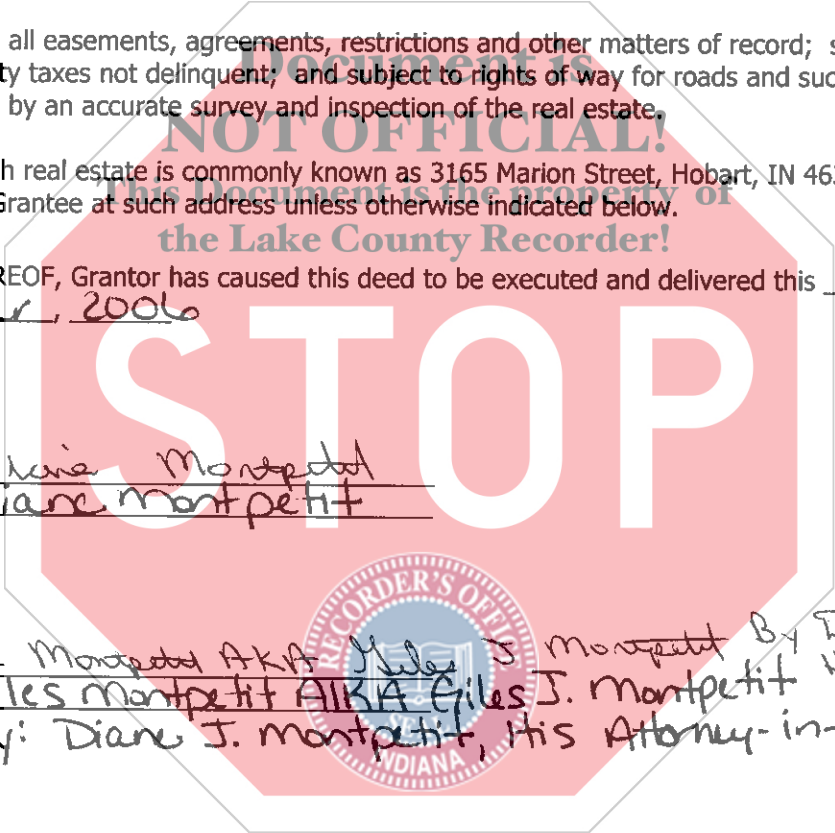 all easements, agreements, restrictions and other matters of record; s
Document is
ty taxes not delinquent; and subject to rights of way for roads and suc
by an accurate survey and inspection of the real estate.
NOT OFFICIAL!
h real estate is commonly known as 3165 Marion Street, Hobart, IN 463
This Document is the property of
Grantee at such address unless otherwise indicated below.
the Lake County Recorder!
REOF, Grantor has caused this deed to be executed and delivered this
r, 2006
STOP
Montpetit
iane Montpetit
RECORDER'S OFFICE
Montpetit AKA Giles J Montpetit By D
les Montpetit A/K/A Giles J. Montpetit
y: Diane J. Montpetit, His Attorney-in-
SEAL
INDIANA